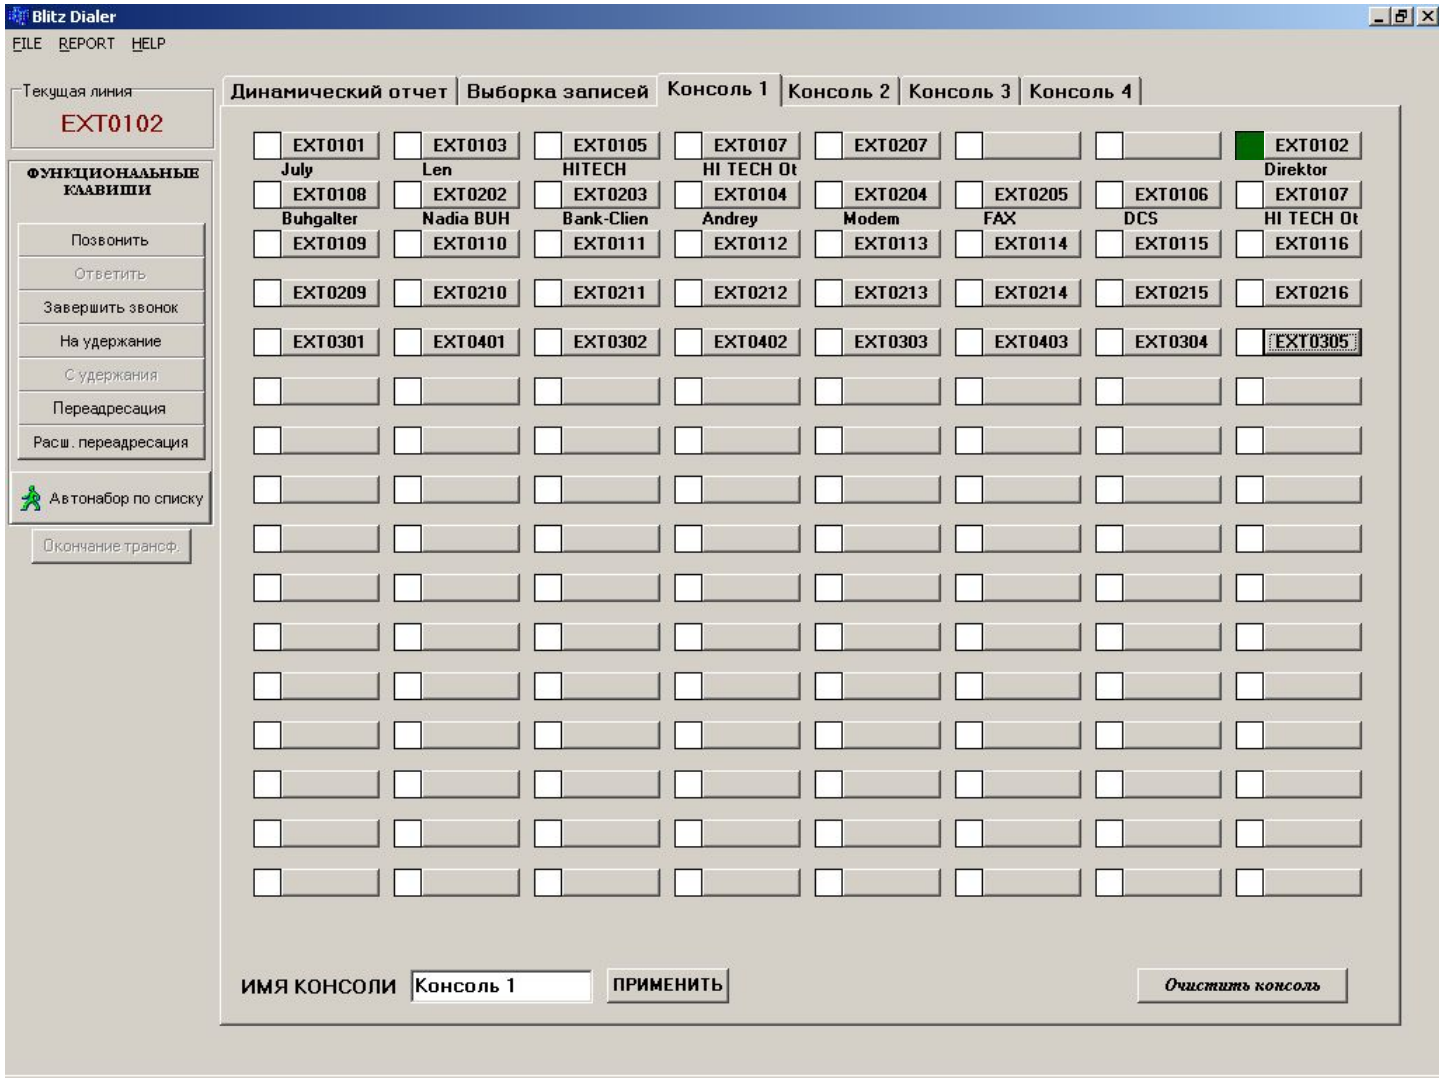 Blitz Dialer
FILE REPORT HELP
Текущая линия
EXT0102
ФУНКЦИОНАЛЬНЫЕ
КЛАВИШИ
Позвонить
Ответить
Завершить звонок
На удержание
С удержания
Переадресация
Расш. переадресация
Автонабор по списку
Окончание трансф.
Динамический отчет Выборка записей Консоль 1 Консоль 2 Консоль 3 Консоль 4
EXT0101 EXT0103 EXT0105 EXT0107 EXT0207 EXT0102
July Len HITECH HI TECH Ot Direktor
EXT0108 EXT0202 EXT0203 EXT0104 EXT0204 EXT0205 EXT0106 EXT0107
Buhgalter Nadia BUH Bank-Clien Andrey Modem FAX DCS HI TECH Ot
EXT0109 EXT0110 EXT0111 EXT0112 EXT0113 EXT0114 EXT0115 EXT0116
EXT0209 EXT0210 EXT0211 EXT0212 EXT0213 EXT0214 EXT0215 EXT0216
EXT0301 EXT0401 EXT0302 EXT0402 EXT0303 EXT0403 EXT0304 EXT0305
ИМЯ КОНСОЛИ Консоль 1 ПРИМЕНИТЬ Очистить консоль